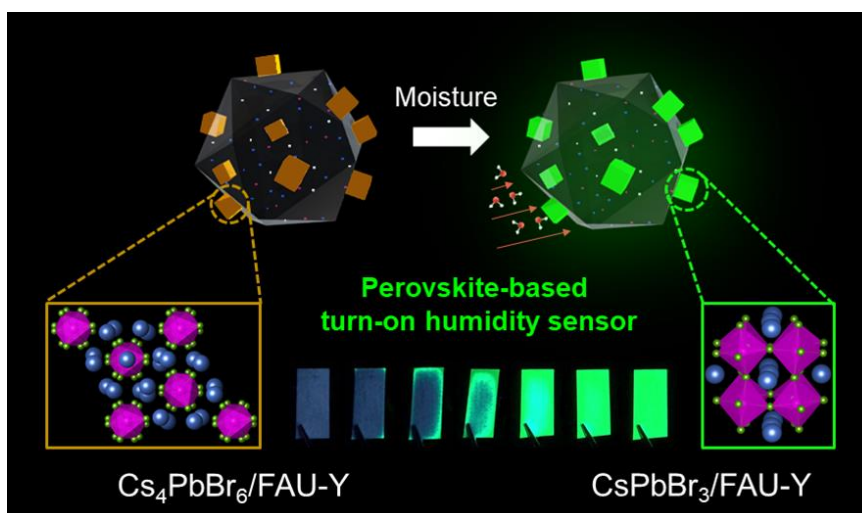 Moisture
Perovskite-based
turn-on humidity sensor
Cs₄PbBr₆/FAU-Y
CsPbBr₃/FAU-Y